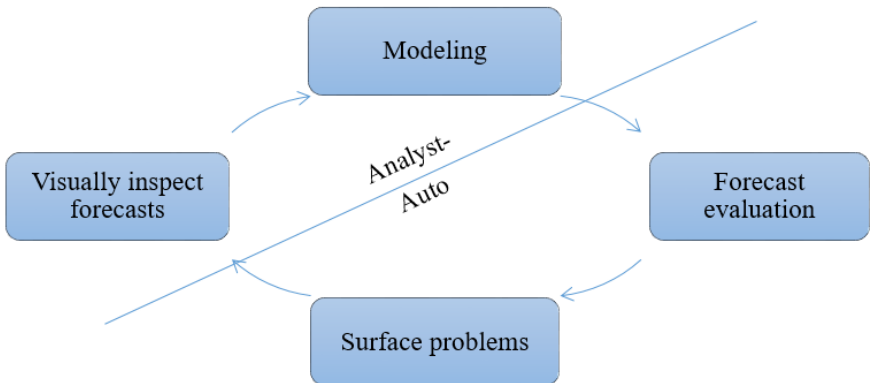 Modeling
Analyst-
Auto
Visually inspect
forecasts
Forecast
evaluation
Surface problems